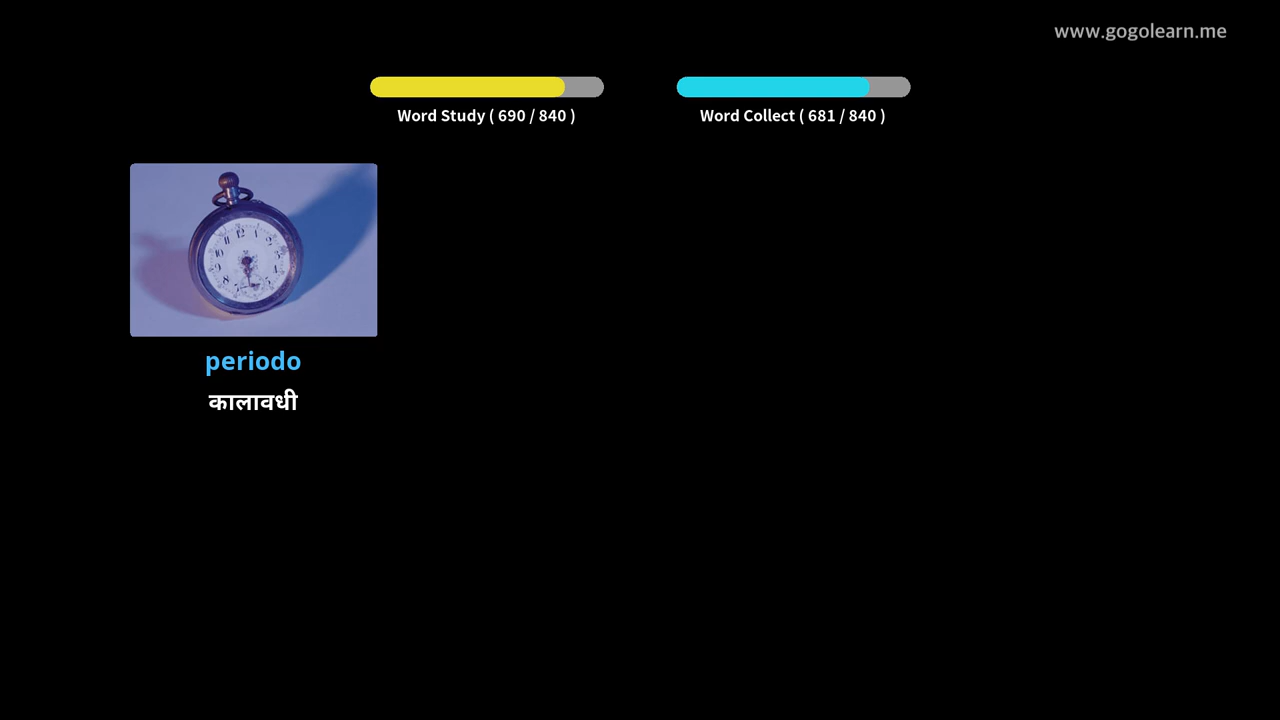 www.gogolearn.me
Word Study ( 690 / 840 )
Word Collect ( 681 / 840 )
periodo
कालावधी